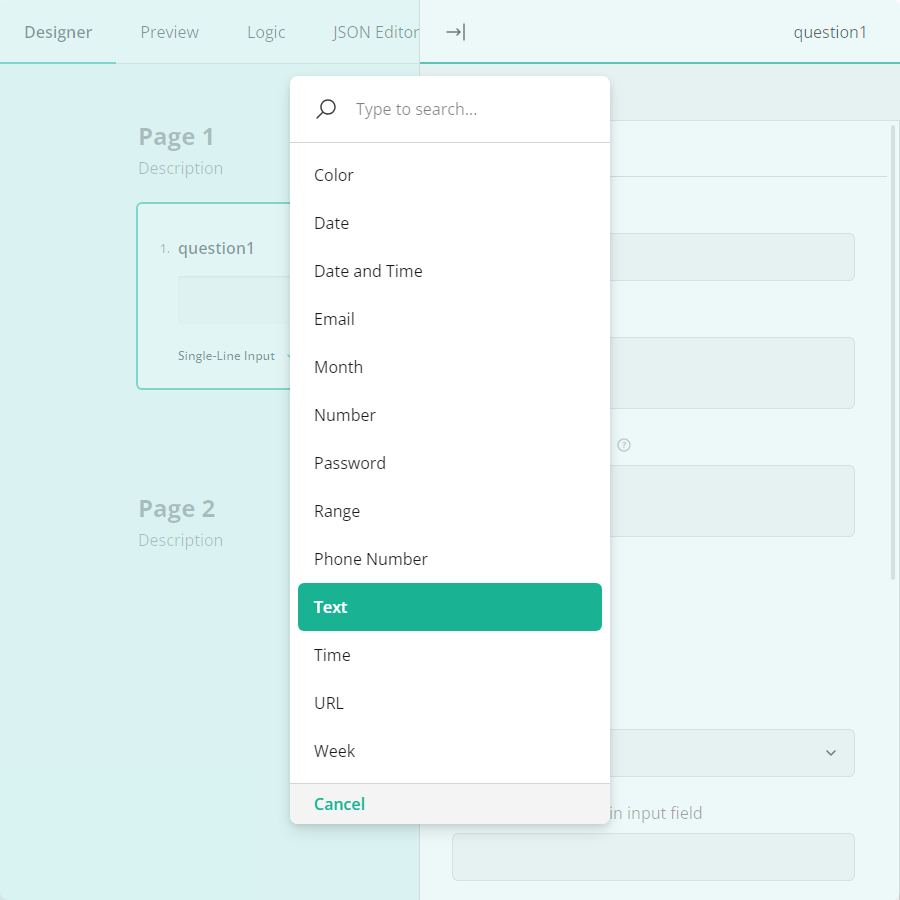 Designer Preview Logic JSON Editor
question1
Type to search...
Page 1
Description
1. question1
Single-Line Input
Page 2
Description
Color
Date
Date and Time
Email
Month
Number
Password
Range
Phone Number
Text
Time
URL
Week
Cancel
in input field